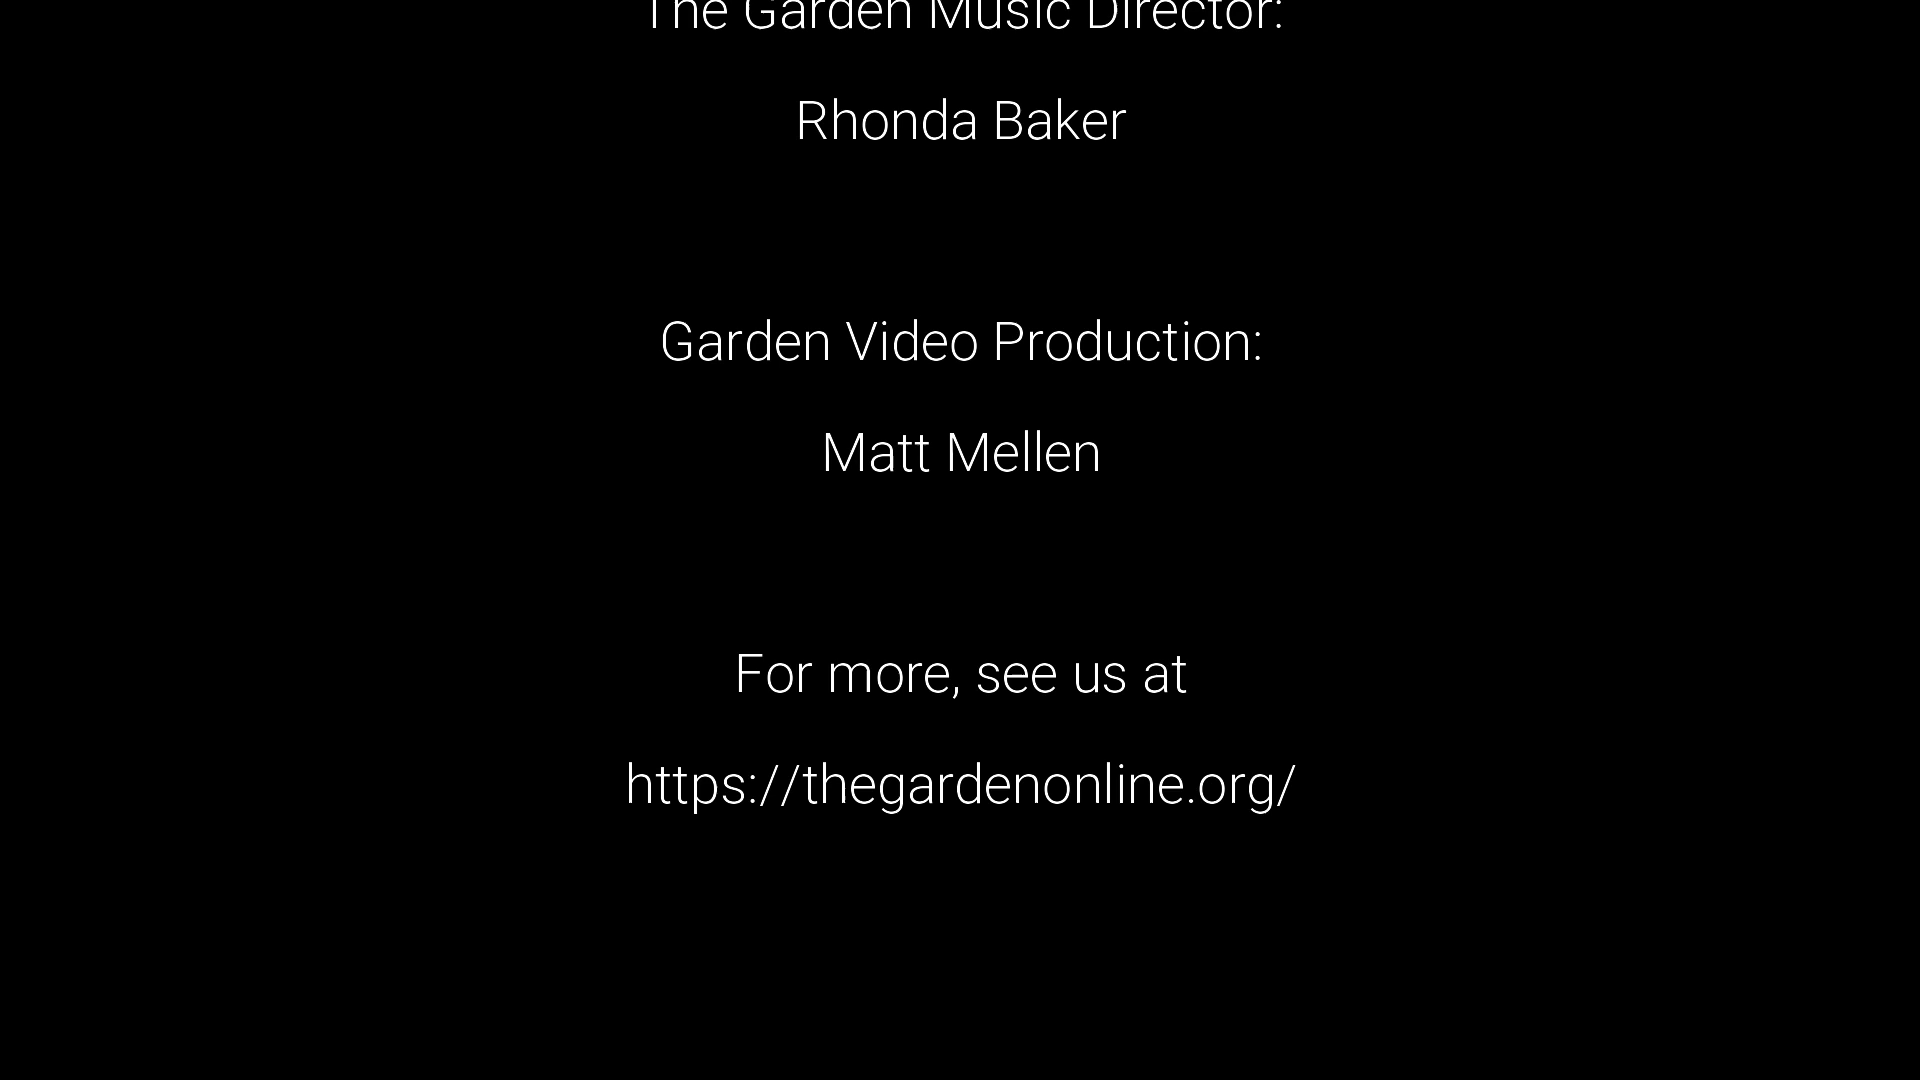 The Garden Music Director:
Rhonda Baker
Garden Video Production:
Matt Mellen
For more, see us at
https://thegardenonline.org/